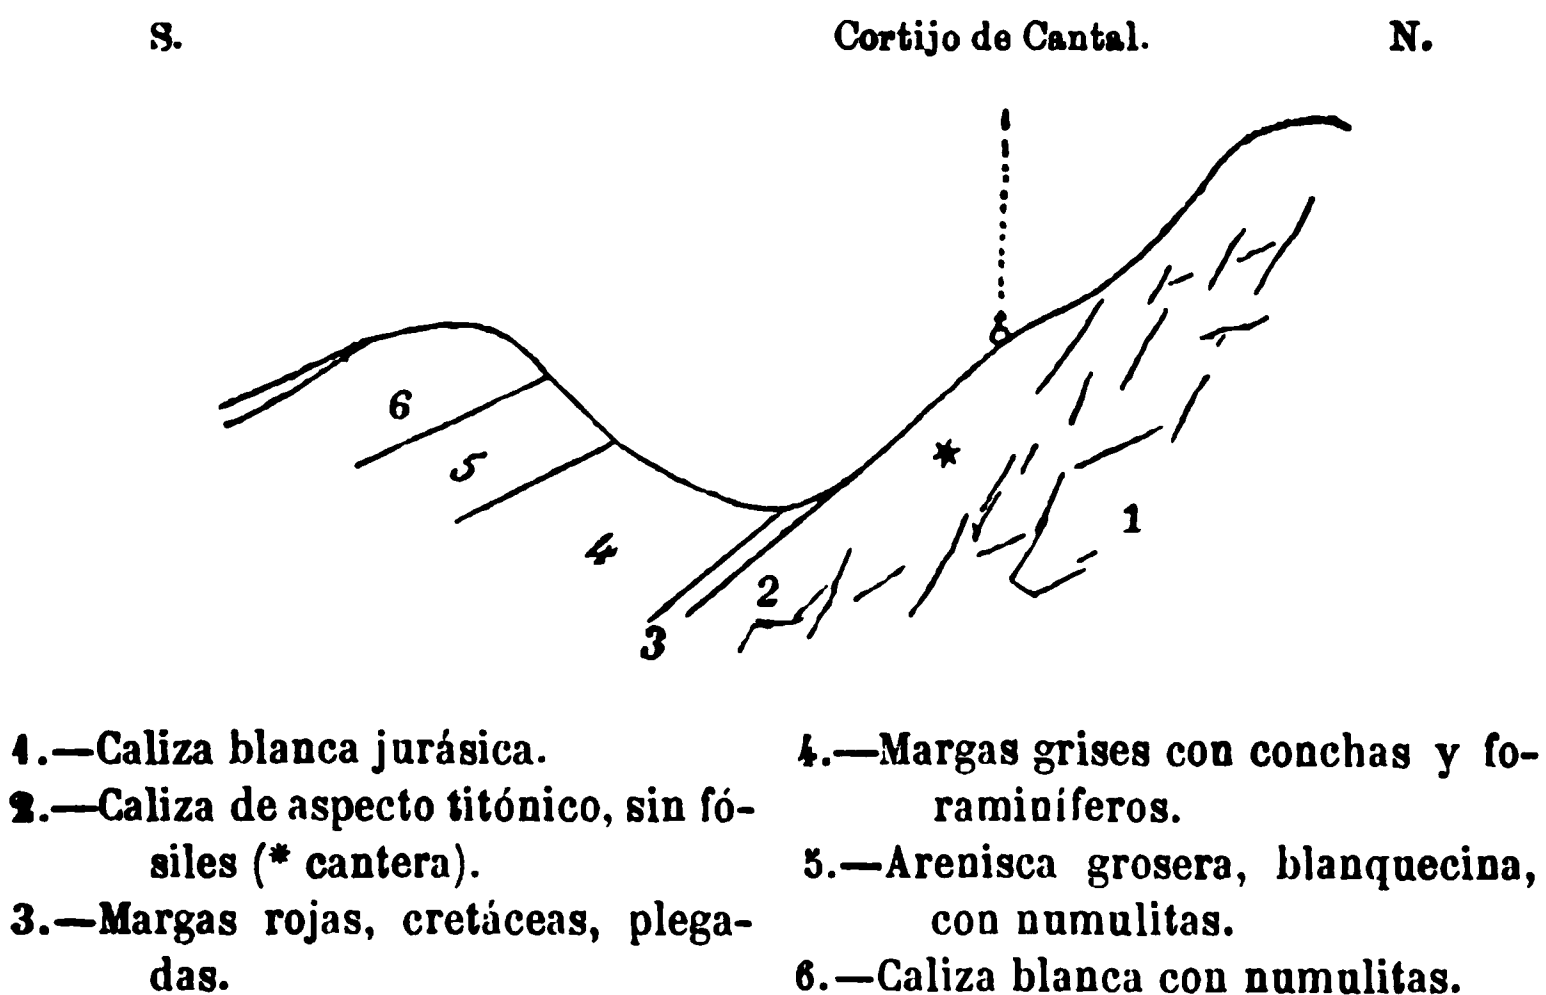 S. Cortijo de Cantal. N.
6
5
*
1
4
2
3
1.—Caliza blanca jurásica.
2.—Caliza de aspecto titónico, sin fó-
siles (* cantera).
3.—Margas rojas, cretáceas, plega-
das.
4.—Margas grises con conchas y fo-
raminíferos.
5.—Arenisca grosera, blanquecina,
con numulitas.
6.—Caliza blanca con numulitas.